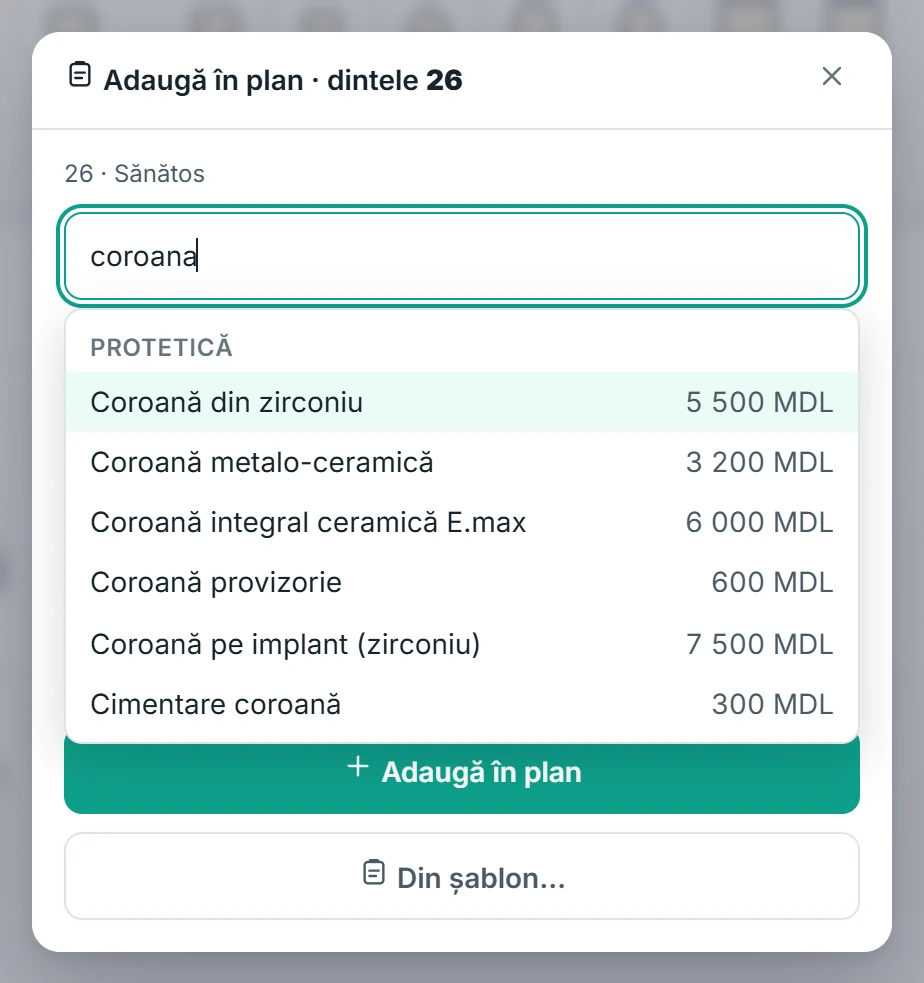 Adaugă în plan · dintele 26
26 · Sănătos
coroana
PROTETICĂ
Coroană din zirconiu 5 500 MDL
Coroană metalo-ceramică 3 200 MDL
Coroană integral ceramică E.max 6 000 MDL
Coroană provizorie 600 MDL
Coroană pe implant (zirconiu) 7 500 MDL
Cimentare coroană 300 MDL
+ Adaugă în plan
Din șablon...